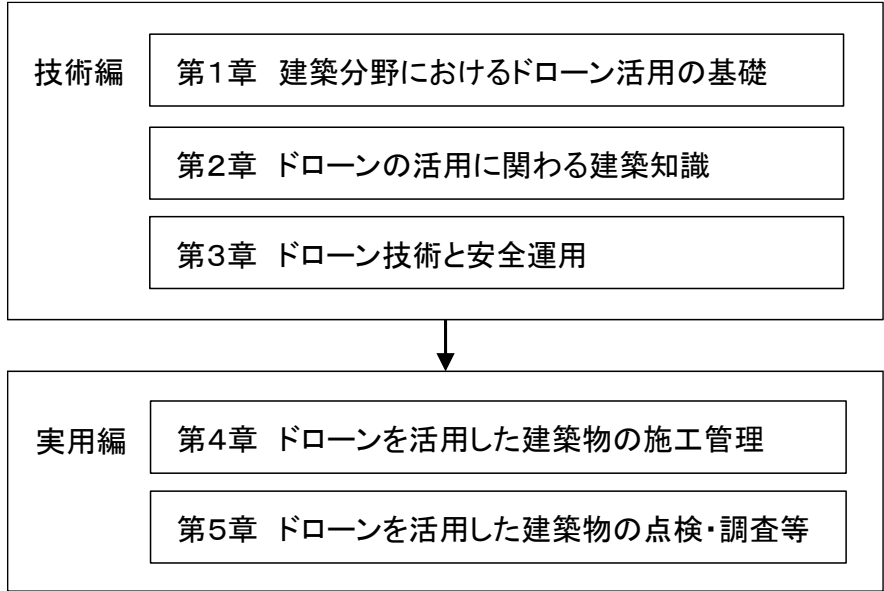 技術編
第1章 建築分野におけるドローン活用の基礎
第2章 ドローンの活用に関わる建築知識
第3章 ドローン技術と安全運用
実用編
第4章 ドローンを活用した建築物の施工管理
第5章 ドローンを活用した建築物の点検・調査等